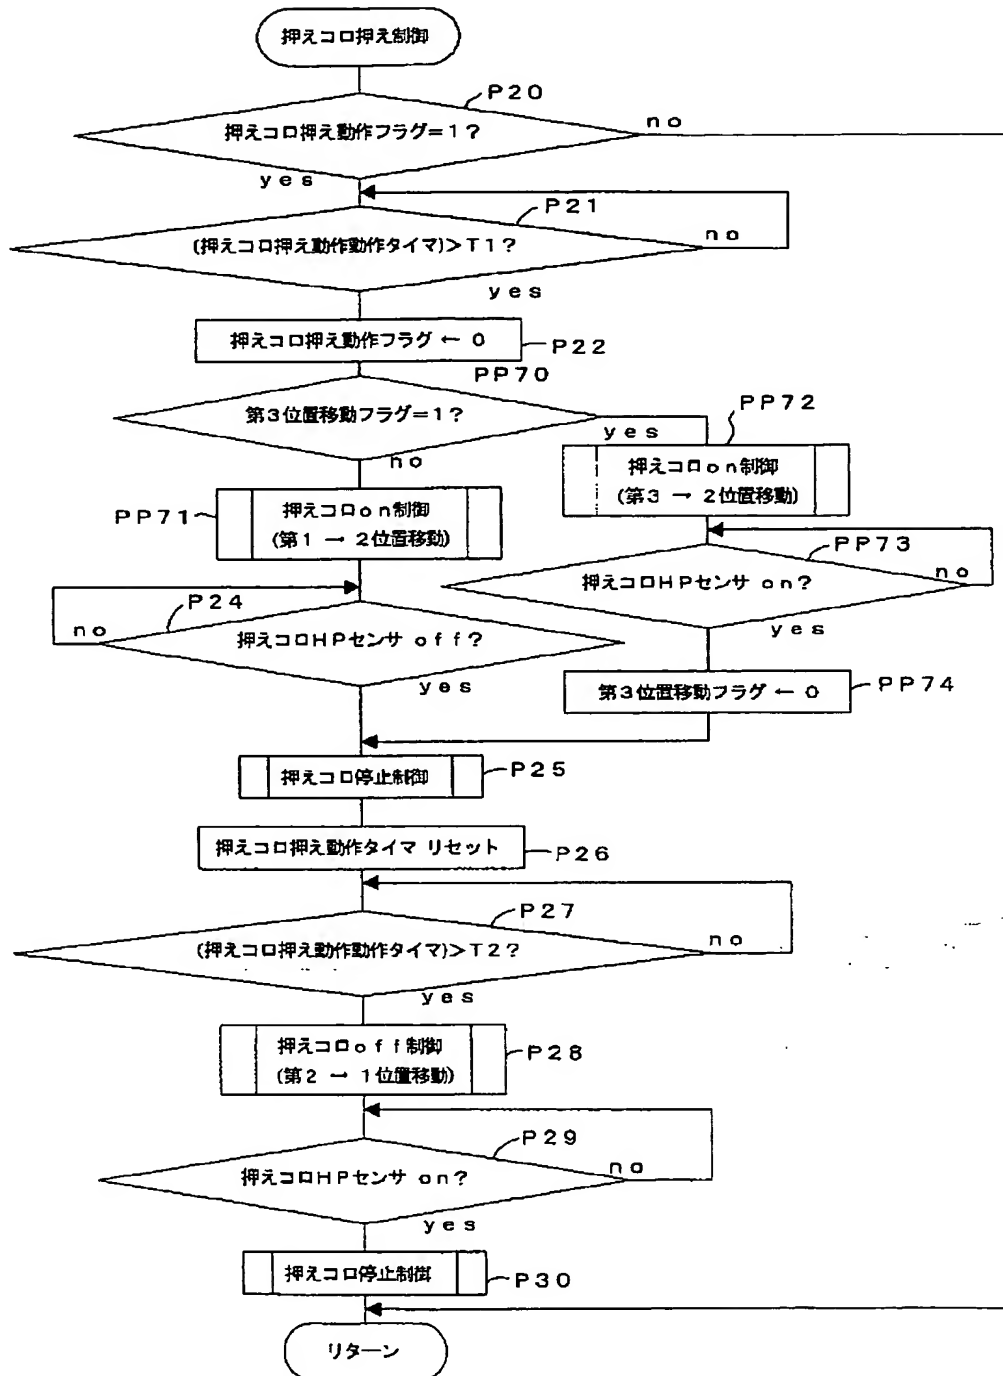 押えコロ押え制御
P20
押えコロ押え動作フラグ=1?
no
yes
P21
(押えコロ押え動作動作タイマ)>T1?
no
yes
押えコロ押え動作フラグ ← 0
P22
PP70
第3位置移動フラグ=1?
yes
no
PP72
押えコロon制御
(第3 → 2位置移動)
PP71
押えコロon制御
(第1 → 2位置移動)
PP73
押えコロHPセンサ on?
no
yes
P24
押えコロHPセンサ off?
no
yes
第3位置移動フラグ ← 0
PP74
押えコロ停止制御
P25
押えコロ押え動作タイマ リセット
P26
P27
(押えコロ押え動作動作タイマ)>T2?
no
yes
押えコロoff制御
(第2 → 1位置移動)
P28
P29
押えコロHPセンサ on?
no
yes
押えコロ停止制御
P30
リターン